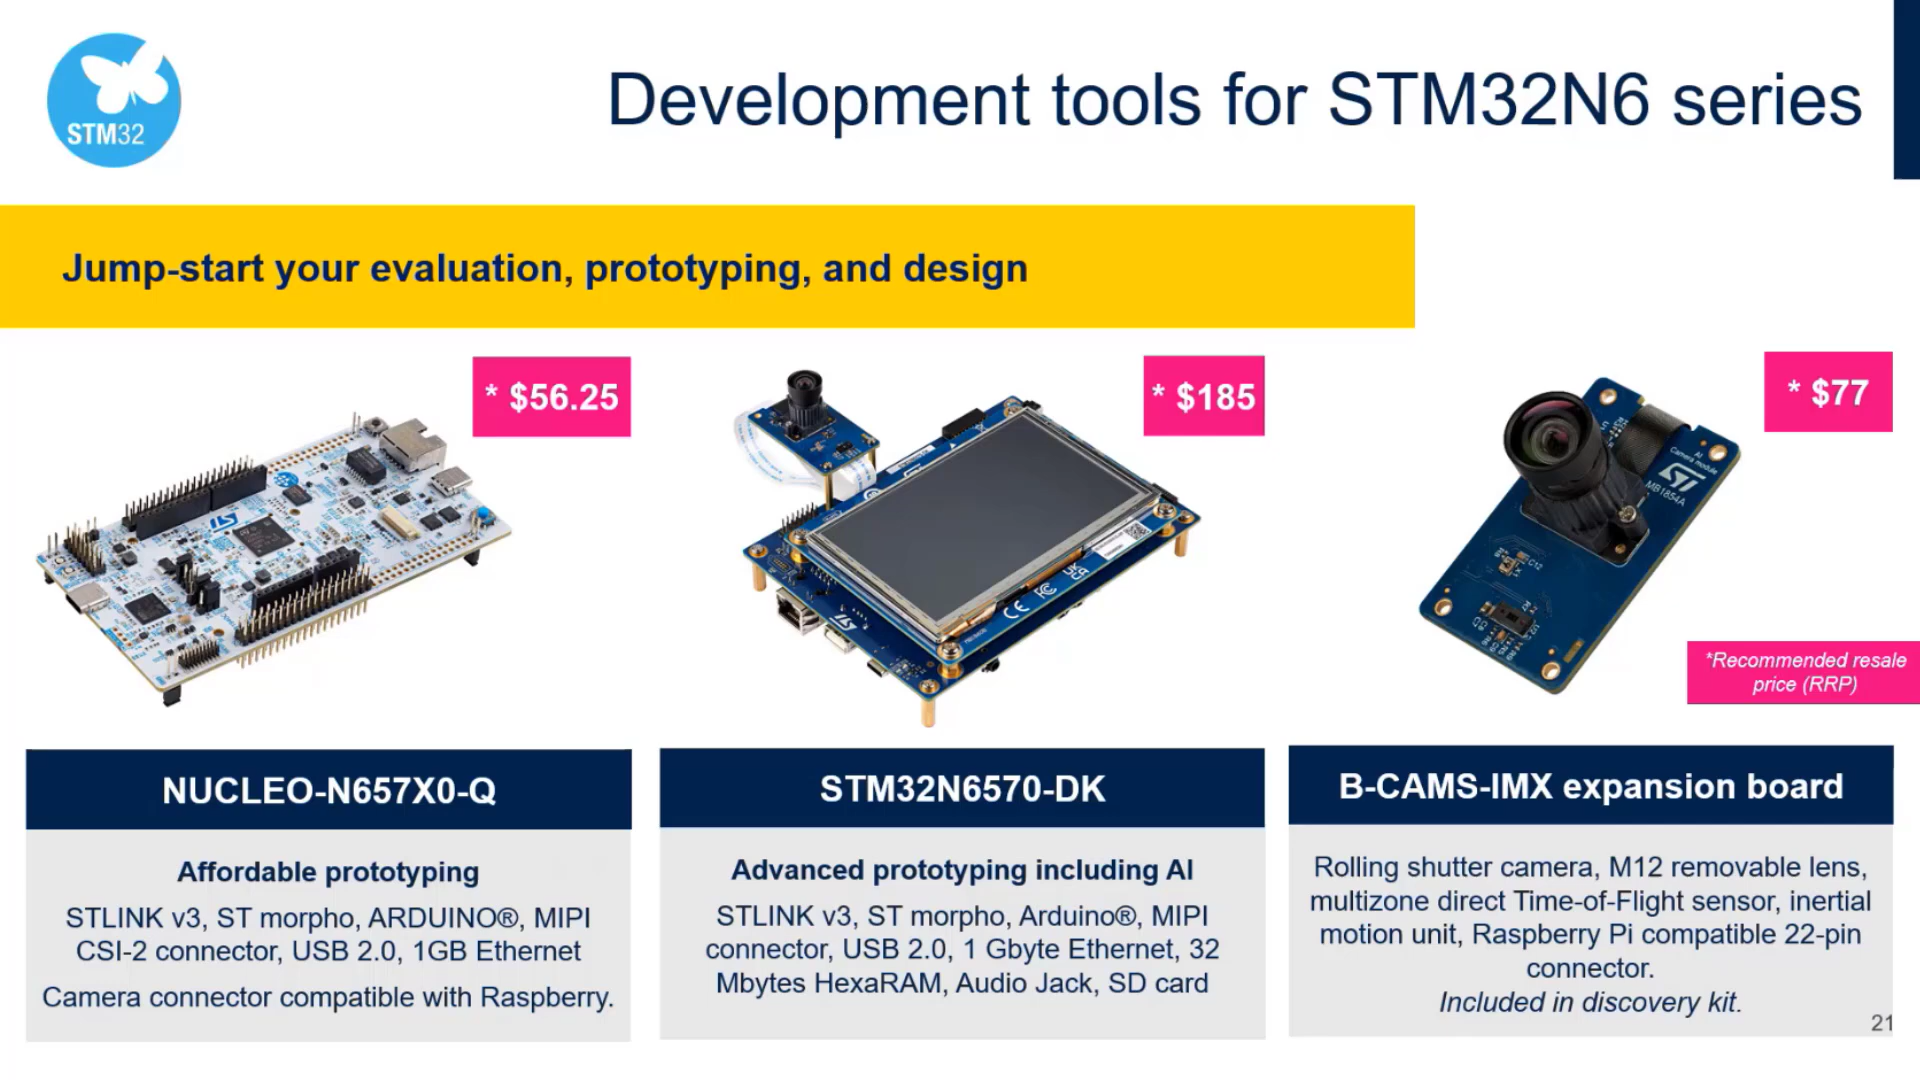 STM32
Development tools for STM32N6 series
Jump-start your evaluation, prototyping, and design
* $56.25
* $185
* $77
AI
Camera module
MB1854A
*Recommended resale
price (RRP)
NUCLEO-N657X0-Q
Affordable prototyping
STLINK v3, ST morpho, ARDUINO®, MIPI
CSI-2 connector, USB 2.0, 1GB Ethernet
Camera connector compatible with Raspberry.
STM32N6570-DK
Advanced prototyping including AI
STLINK v3, ST morpho, Arduino®, MIPI
connector, USB 2.0, 1 Gbyte Ethernet, 32
Mbytes HexaRAM, Audio Jack, SD card
B-CAMS-IMX expansion board
Rolling shutter camera, M12 removable lens,
multizone direct Time-of-Flight sensor, inertial
motion unit, Raspberry Pi compatible 22-pin
connector.
Included in discovery kit.
21